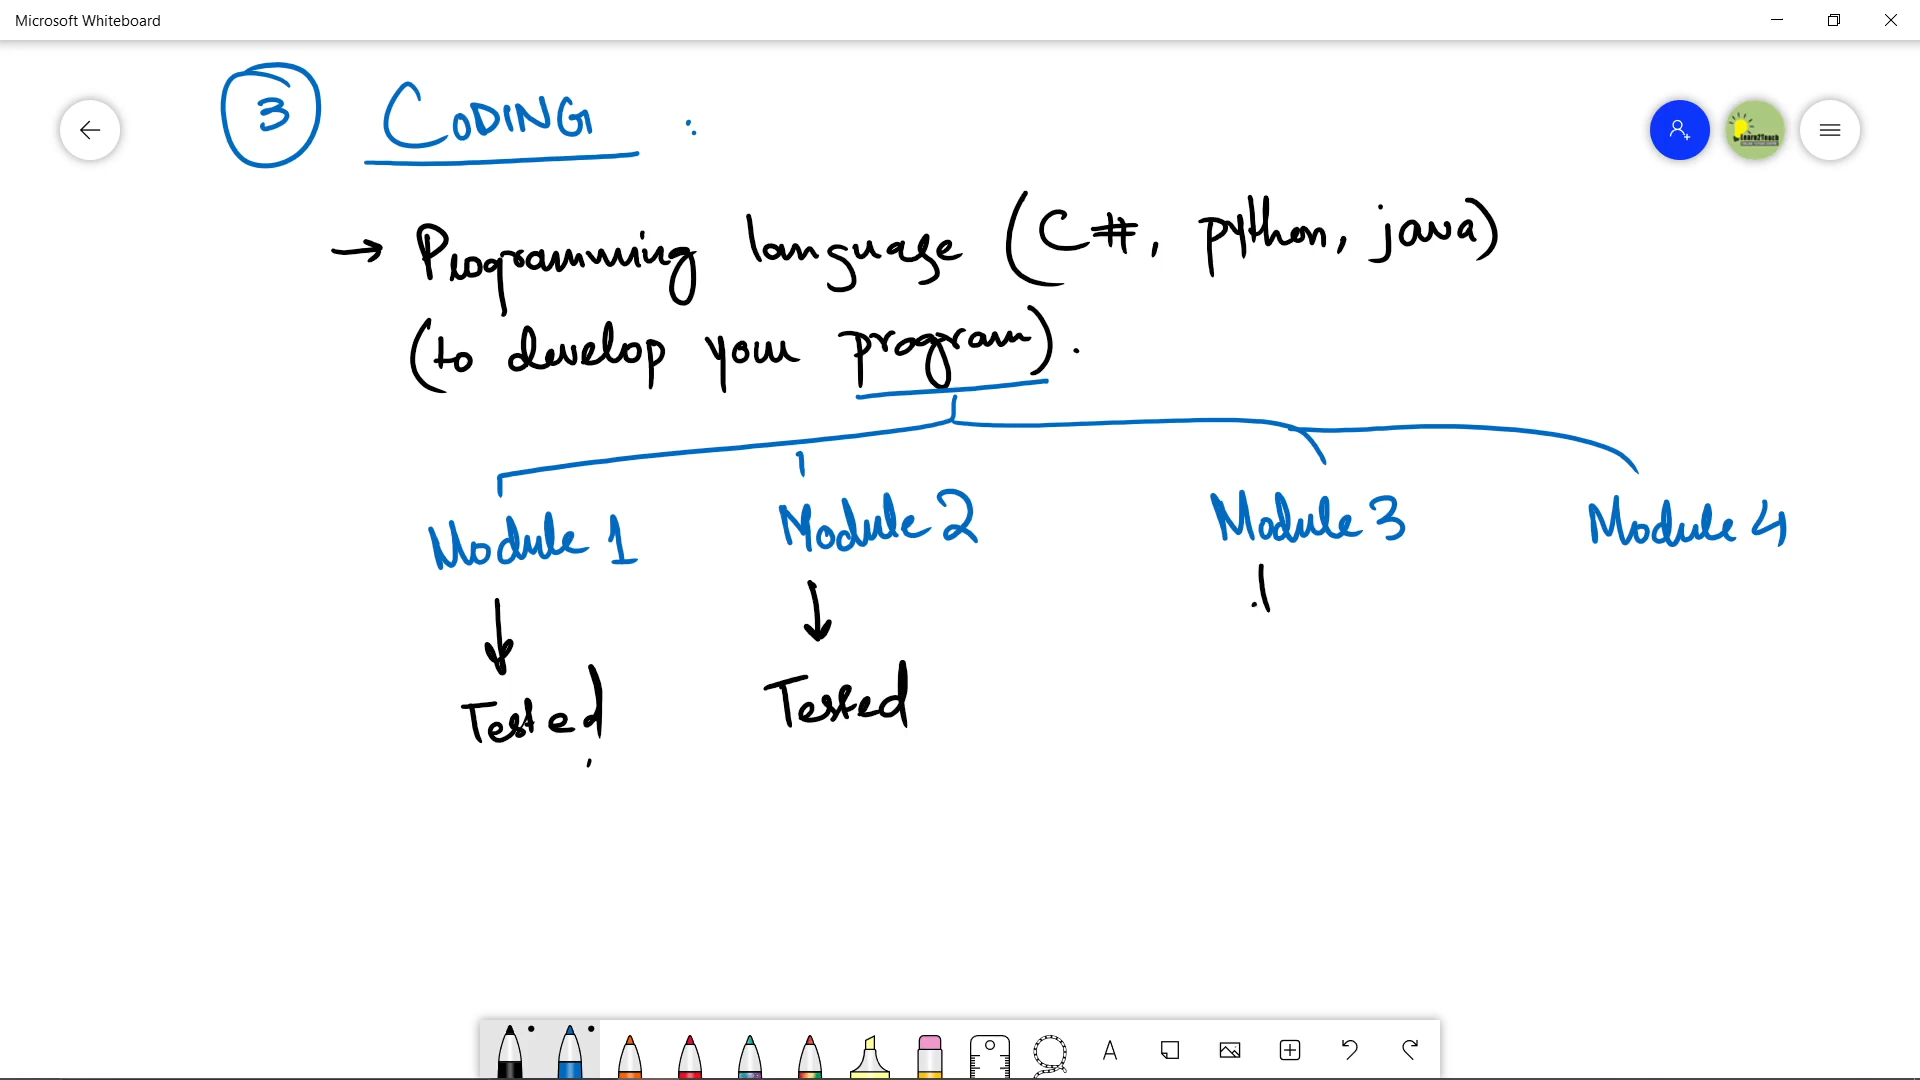 Microsoft Whiteboard
3 CODING :
Learn2Teach
→ Programming language (C#, python, java)
(to develop your program).
Module 1 Module 2 Module 3 Module 4
Tested Tested